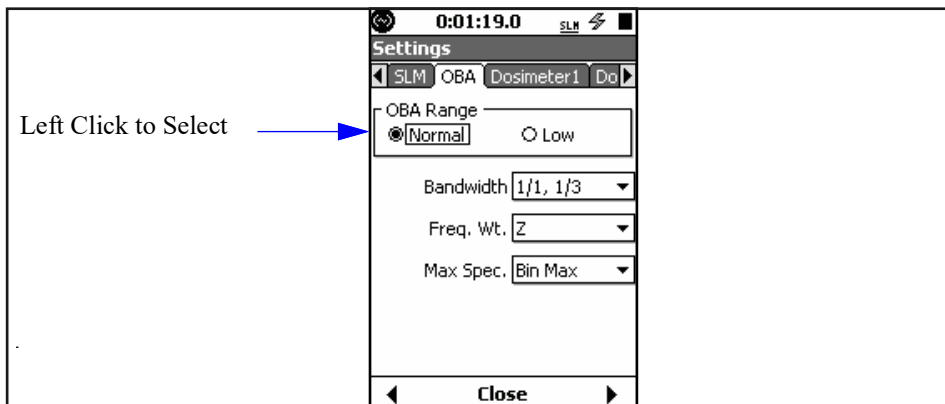 0:01:19.0 SLM
Settings
SLM OBA Dosimeter1 Do
OBA Range
Left Click to Select
Normal Low
Bandwidth 1/1, 1/3
Freq. Wt. Z
Max Spec. Bin Max
.
Close